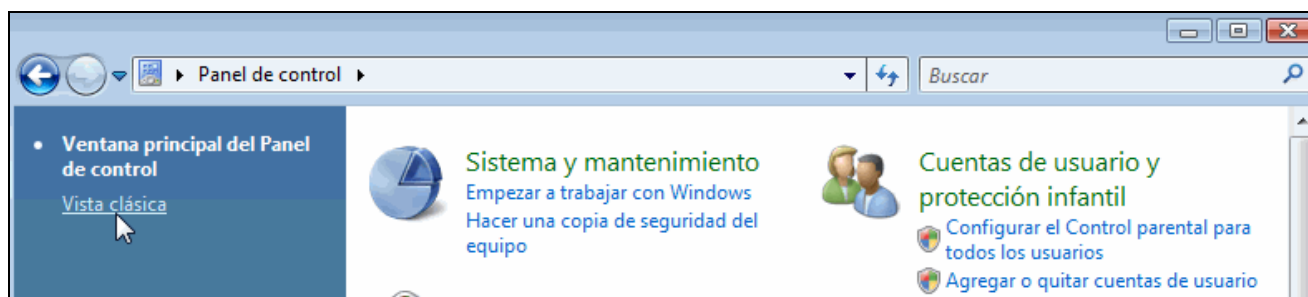 Panel de control
Buscar
Ventana principal del Panel
de control
Vista clásica
Sistema y mantenimiento
Empezar a trabajar con Windows
Hacer una copia de seguridad del
equipo
Cuentas de usuario y
protección infantil
Configurar el Control parental para
todos los usuarios
Agregar o quitar cuentas de usuario